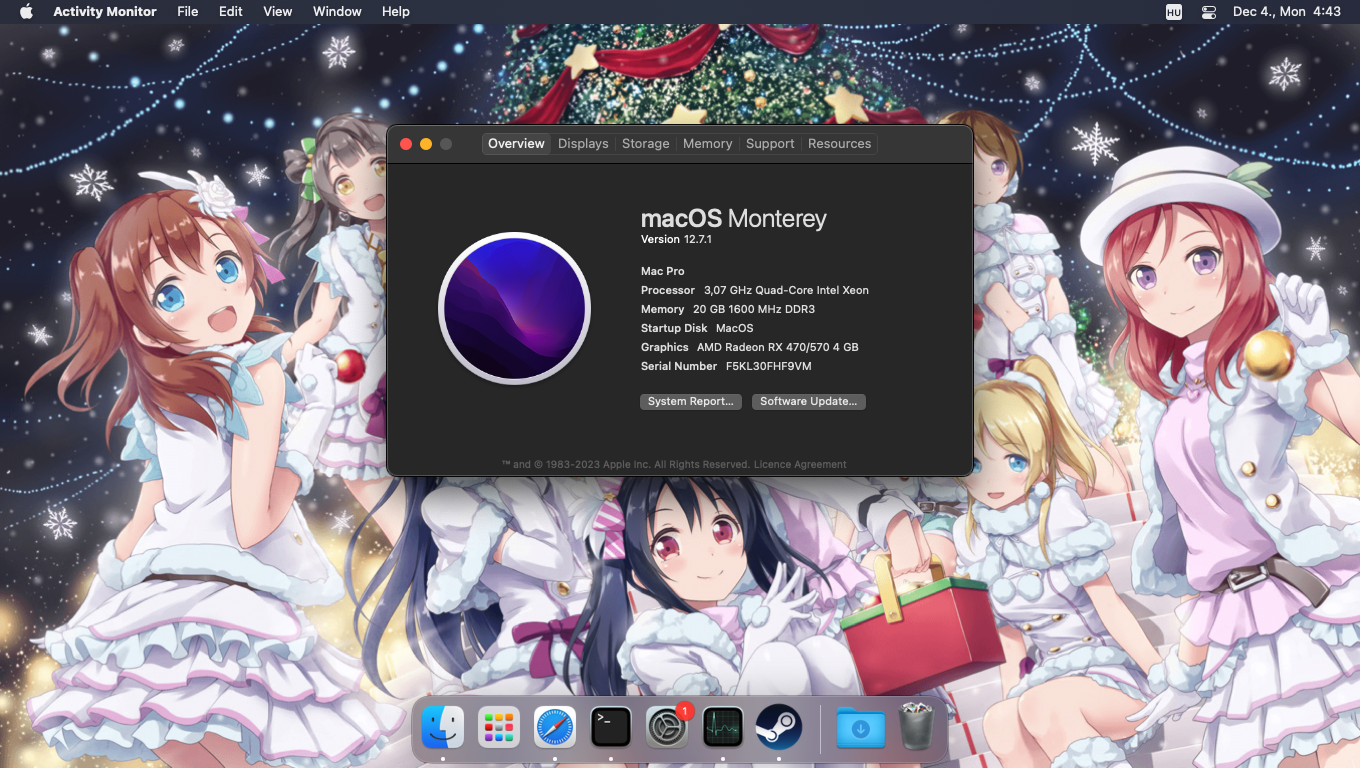 Activity Monitor File Edit View Window Help HU Dec 4., Mon 4:43
Overview Displays Storage Memory Support Resources
macOS Monterey
Version 12.7.1
Mac Pro
Processor 3,07 GHz Quad-Core Intel Xeon
Memory 20 GB 1600 MHz DDR3
Startup Disk MacOS
Graphics AMD Radeon RX 470/570 4 GB
Serial Number F5KL30FHF9VM
System Report... Software Update...
™ and © 1983-2023 Apple Inc. All Rights Reserved. Licence Agreement
>_ 1